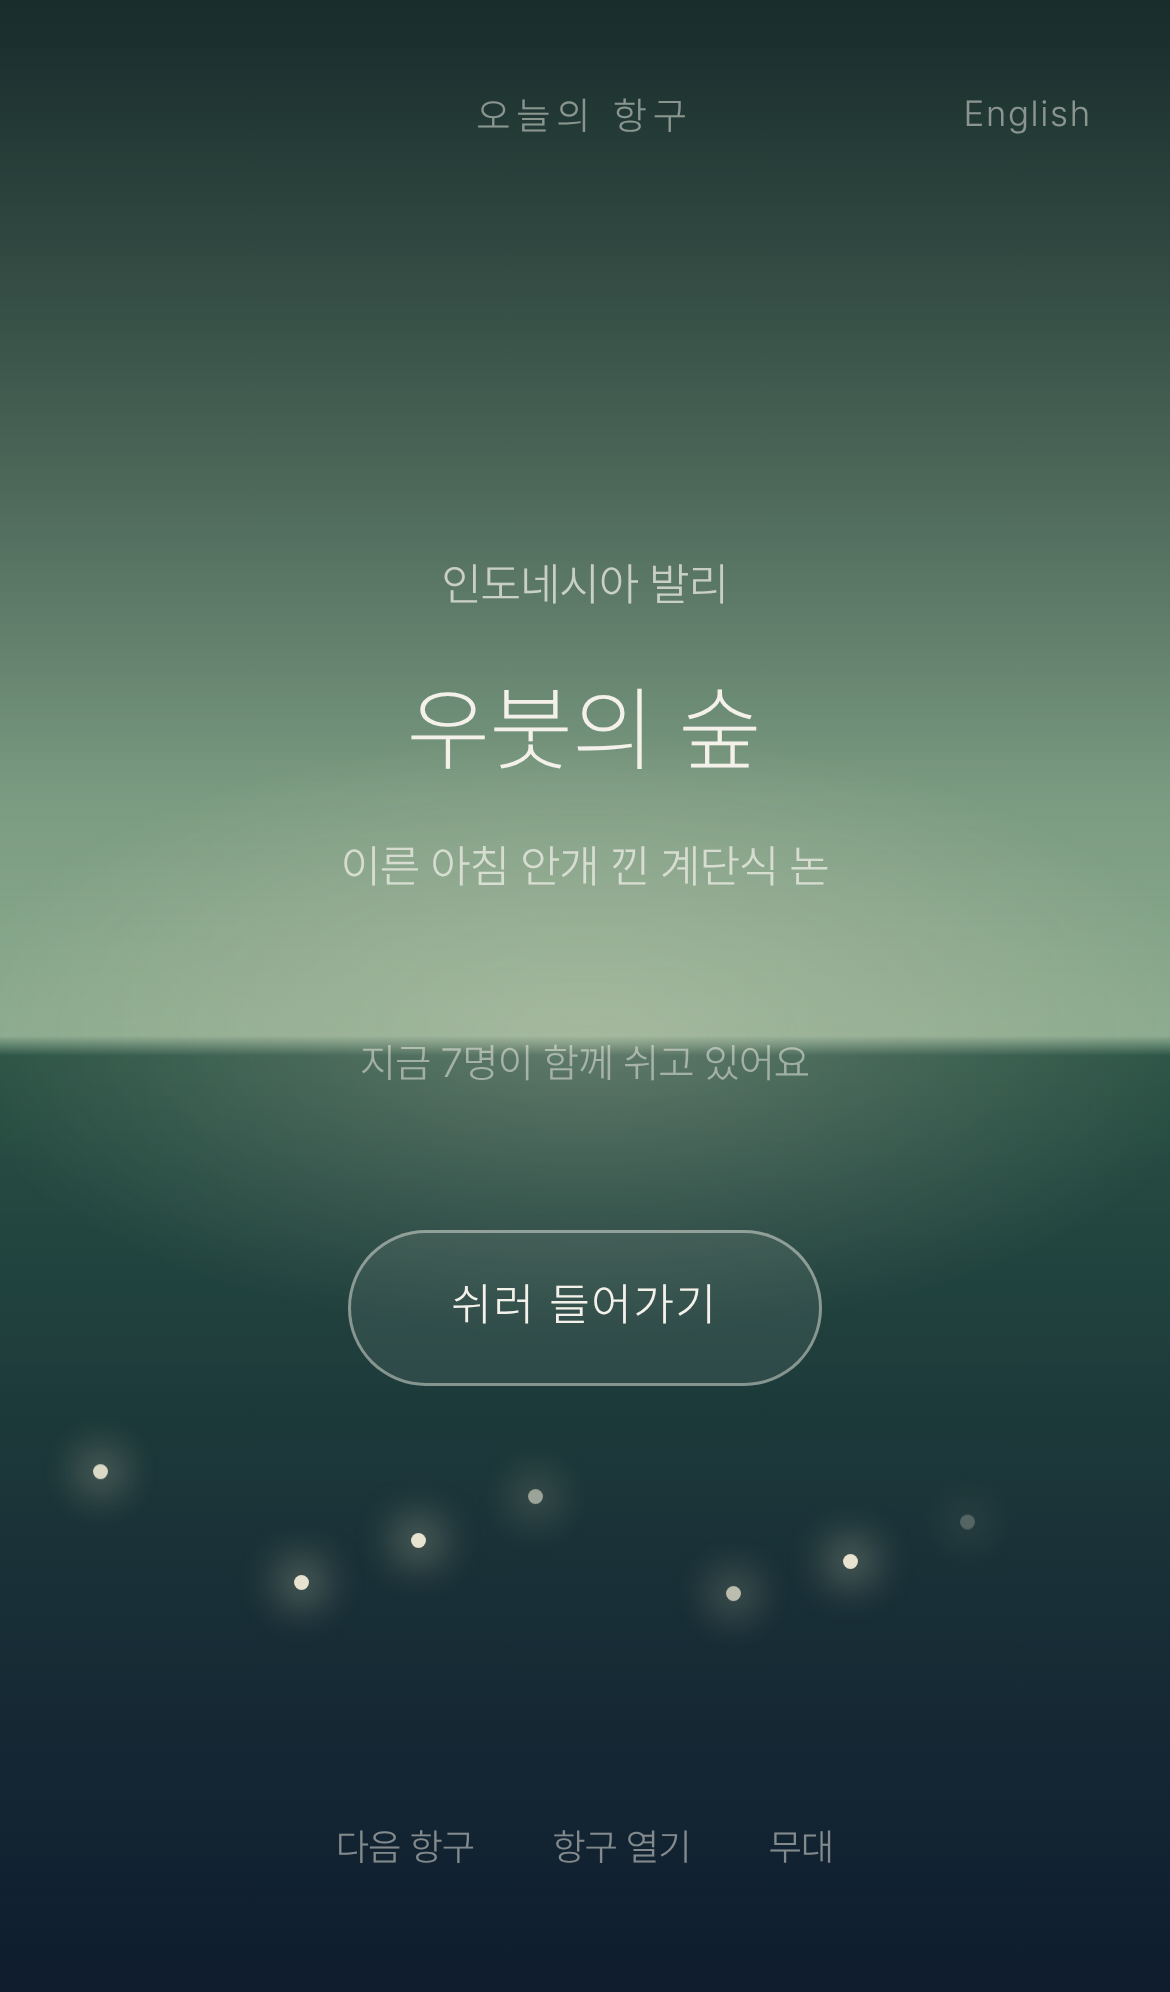 오늘의 항구
English
인도네시아 발리
우붓의 숲
이른 아침 안개 낀 계단식 논
지금 7명이 함께 쉬고 있어요
쉬러 들어가기
다음 항구 항구 열기 무대